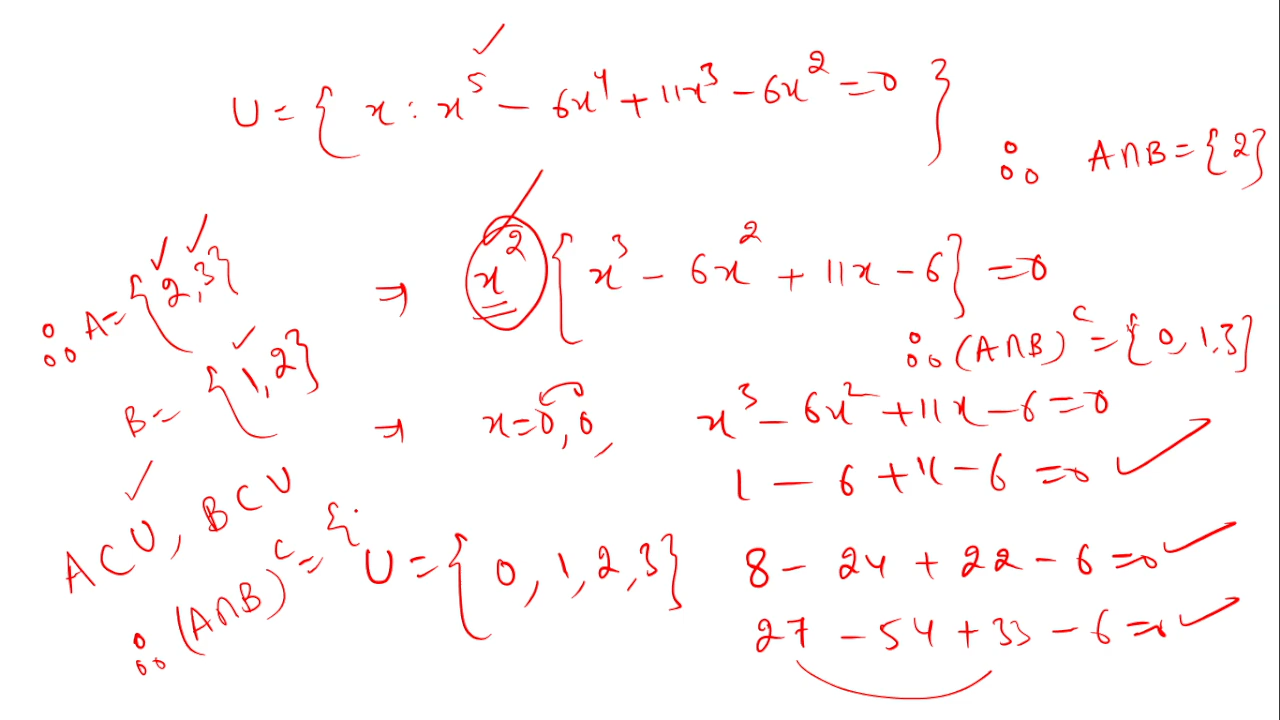 U = { x : x⁵ - 6x⁴ + 11x³ - 6x² = 0 }
∴ A∩B = {2}
⇒ x² { x³ - 6x² + 11x - 6 } = 0
∴ A = {2,3}
∴ (A∩B)ᶜ = {0,1,3}
B = {1,2}
⇒ x = 0, 0,
x³ - 6x² + 11x - 6 = 0
1 - 6 + 11 - 6 = 0
A⊂U, B⊂U
U = { 0, 1, 2, 3 }
8 - 24 + 22 - 6 = 0
∴ (A∩B)ᶜ = {
27 - 54 + 33 - 6 = 0